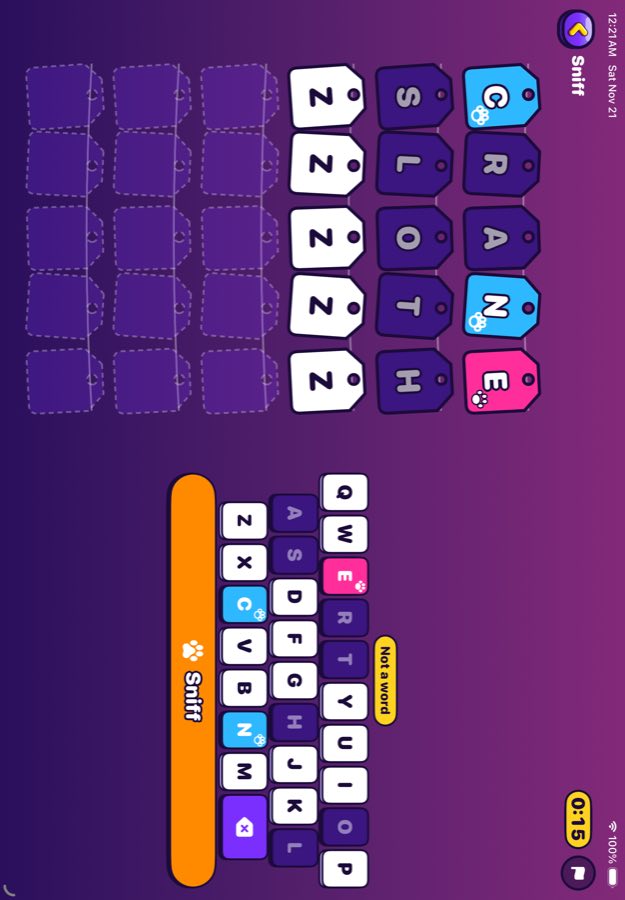 12:21 AM Sat Nov 21
100%
Sniff
0:15
C R A N E
S L O T H
Z Z Z Z Z
Not a word
Q W E R T Y U I O P
A S D F G H J K L
Z X C V B N M
Sniff